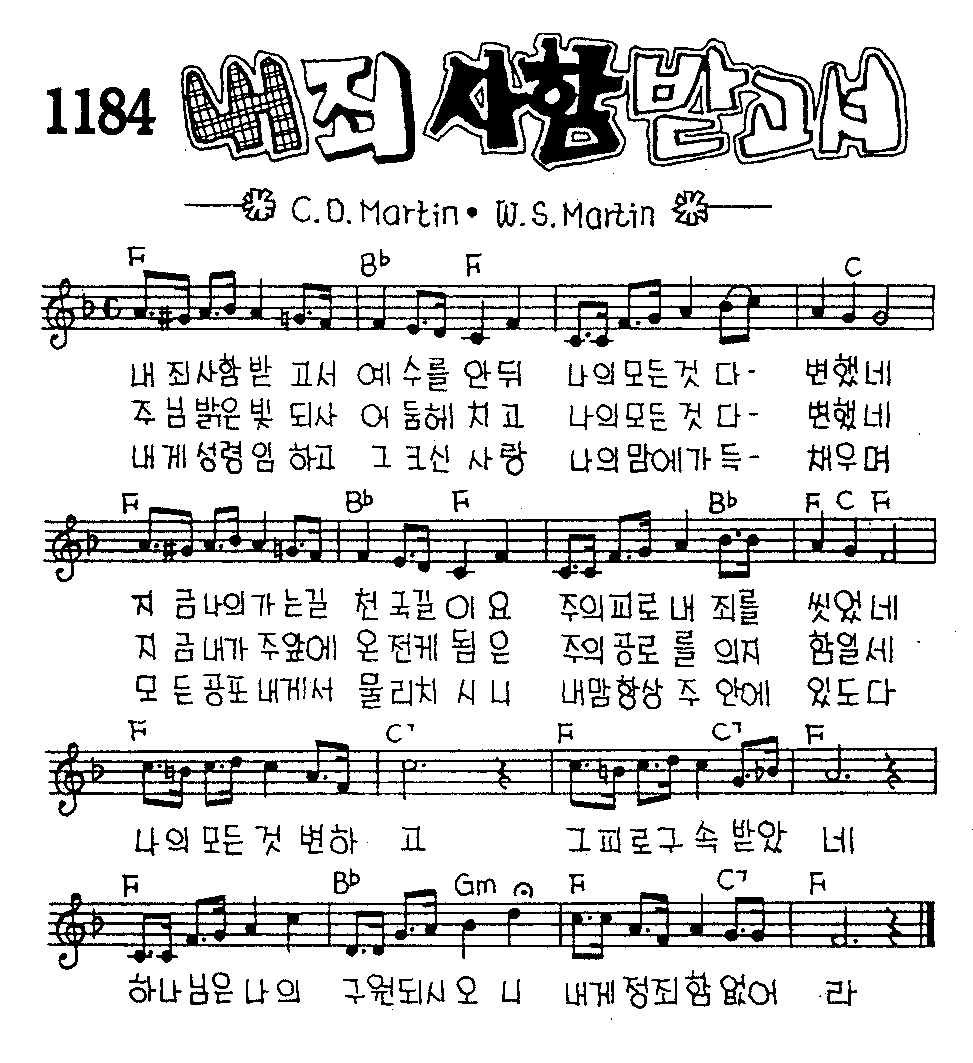 1184 내 죄 사함 받고서
C.D.Martin • W.S.Martin
F B♭ F C
내 죄 사함 받 고서 예 수를 안 뒤 나의 모든 것 다- 변했네
주 님 밝은 빛 되사 어 둠헤 치 고 나의 모든 것 다- 변했네
내게 성령 임 하고 그 크신 사 랑 나의 맘에 가 득- 채우며
F B♭ F B♭ F C F
지 금 나의 가 는길 천 국길 이 요 주의 피로 내 죄를 씻었네
지 금 내가 주 앞에 온 전케 됨 은 주의 공로 를 의지 함일세
모 든 공포 내게서 물 리치 시 니 내맘 항상 주 안에 있도다
F C7 F C7 F
나의 모든 것 변하 고 그 피로 구 속 받았 네
F B♭ Gm F C7 F
하나님은 나 의 구원되시 오 니 내게 정죄 함 없어 라